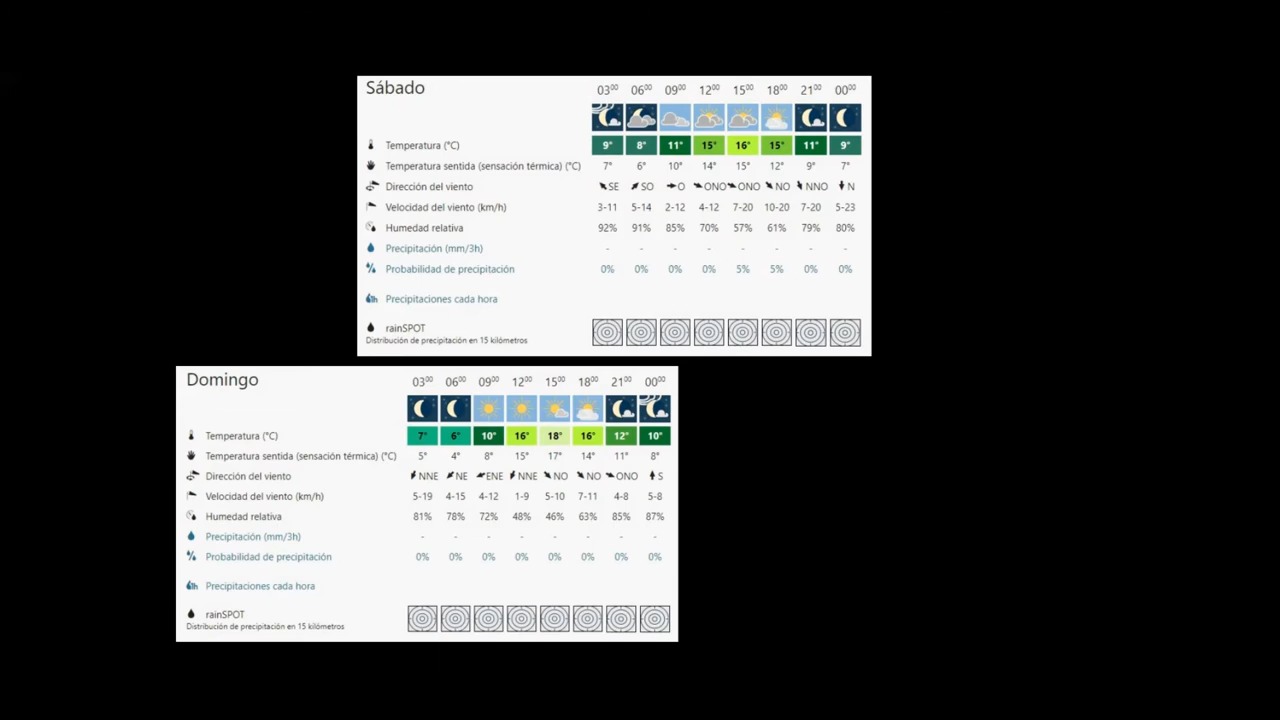 Sábado 03⁰⁰ 06⁰⁰ 09⁰⁰ 12⁰⁰ 15⁰⁰ 18⁰⁰ 21⁰⁰ 00⁰⁰
Temperatura (°C) 9° 8° 11° 15° 16° 15° 11° 9°
Temperatura sentida (sensación térmica) (°C) 7° 6° 10° 14° 15° 12° 9° 7°
Dirección del viento SE SO O ONO ONO NO NNO N
Velocidad del viento (km/h) 3-11 5-14 2-12 4-12 7-20 10-20 7-20 5-23
Humedad relativa 92% 91% 85% 70% 57% 61% 79% 80%
Precipitación (mm/3h) - - - - - - - -
Probabilidad de precipitación 0% 0% 0% 0% 5% 5% 0% 0%
Precipitaciones cada hora
rainSPOT
Distribución de precipitación en 15 kilómetros
Domingo 03⁰⁰ 06⁰⁰ 09⁰⁰ 12⁰⁰ 15⁰⁰ 18⁰⁰ 21⁰⁰ 00⁰⁰
Temperatura (°C) 7° 6° 10° 16° 18° 16° 12° 10°
Temperatura sentida (sensación térmica) (°C) 5° 4° 8° 15° 17° 14° 11° 8°
Dirección del viento NNE NE ENE NNE NO NO ONO S
Velocidad del viento (km/h) 5-19 4-15 4-12 1-9 5-10 7-11 4-8 5-8
Humedad relativa 81% 78% 72% 48% 46% 63% 85% 87%
Precipitación (mm/3h) - - - - - - - -
Probabilidad de precipitación 0% 0% 0% 0% 0% 0% 0% 0%
Precipitaciones cada hora
rainSPOT
Distribución de precipitación en 15 kilómetros